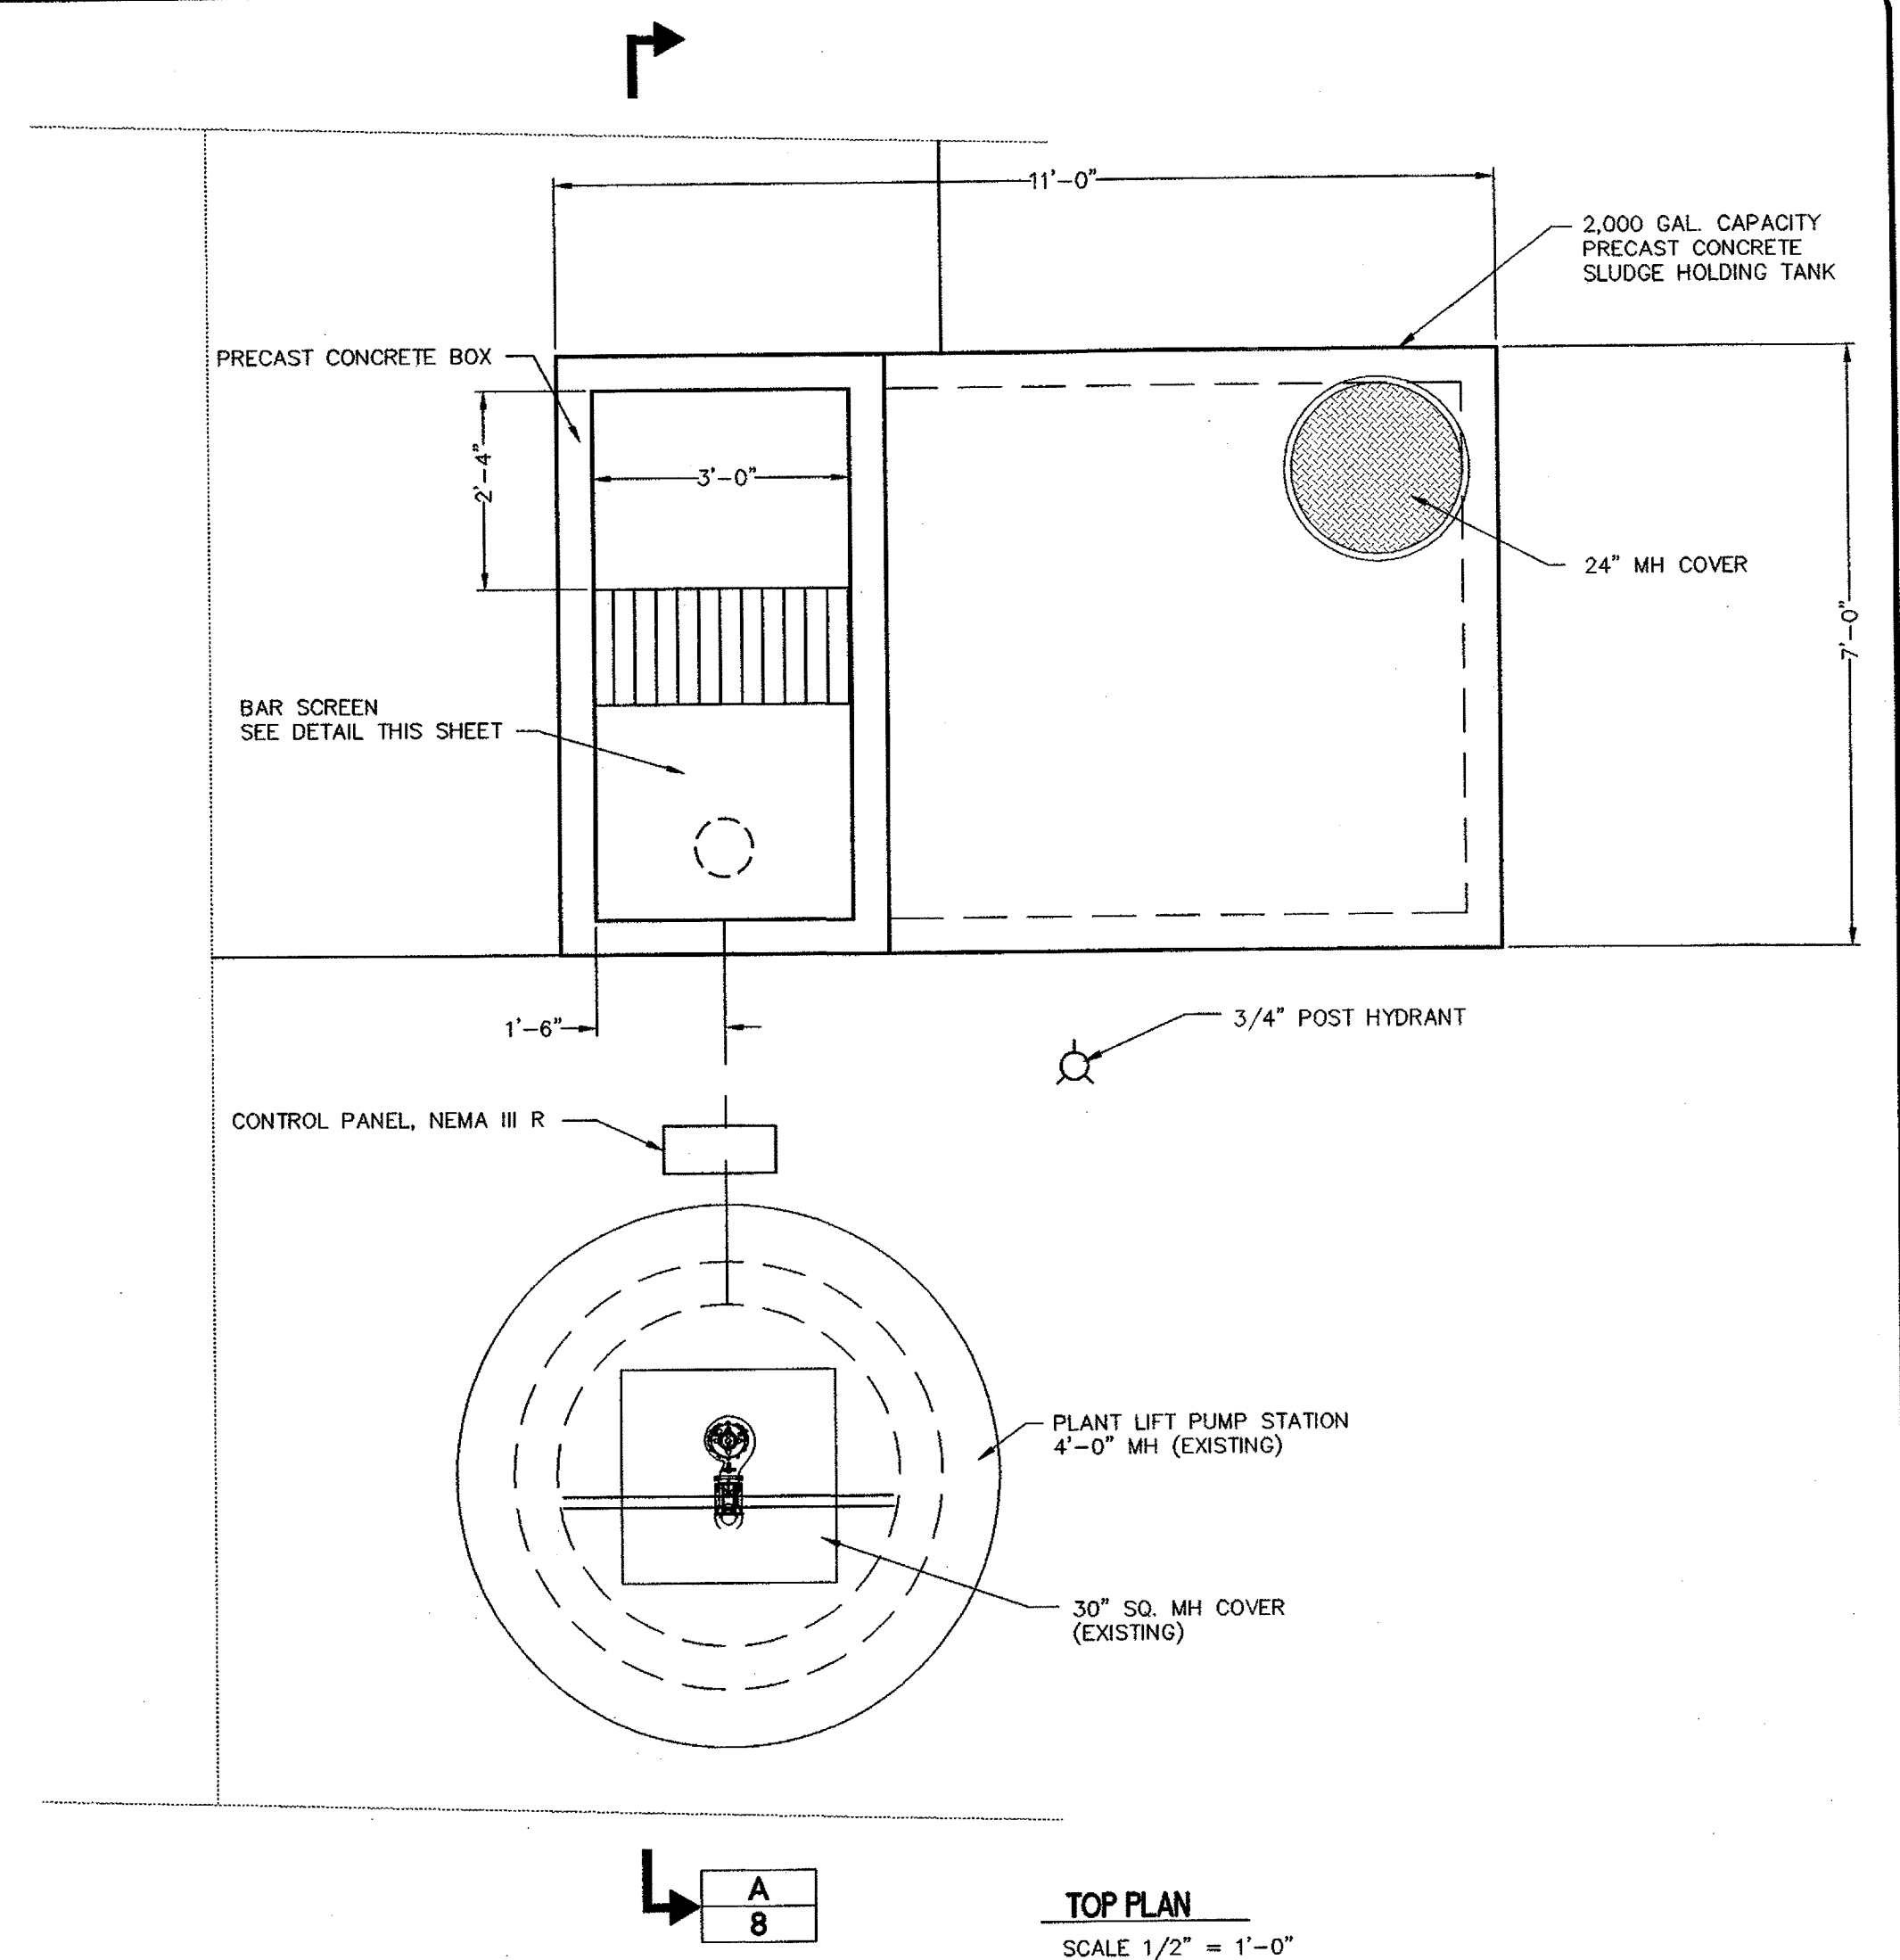 11'-0"
2,000 GAL. CAPACITY
PRECAST CONCRETE
SLUDGE HOLDING TANK
PRECAST CONCRETE BOX
2'-4"
3'-0"
24" MH COVER
7'-0"
BAR SCREEN
SEE DETAIL THIS SHEET
1'-6"
3/4" POST HYDRANT
CONTROL PANEL, NEMA III R
PLANT LIFT PUMP STATION
4'-0" MH (EXISTING)
30" SQ. MH COVER
(EXISTING)
A
8
TOP PLAN
SCALE 1/2" = 1'-0"